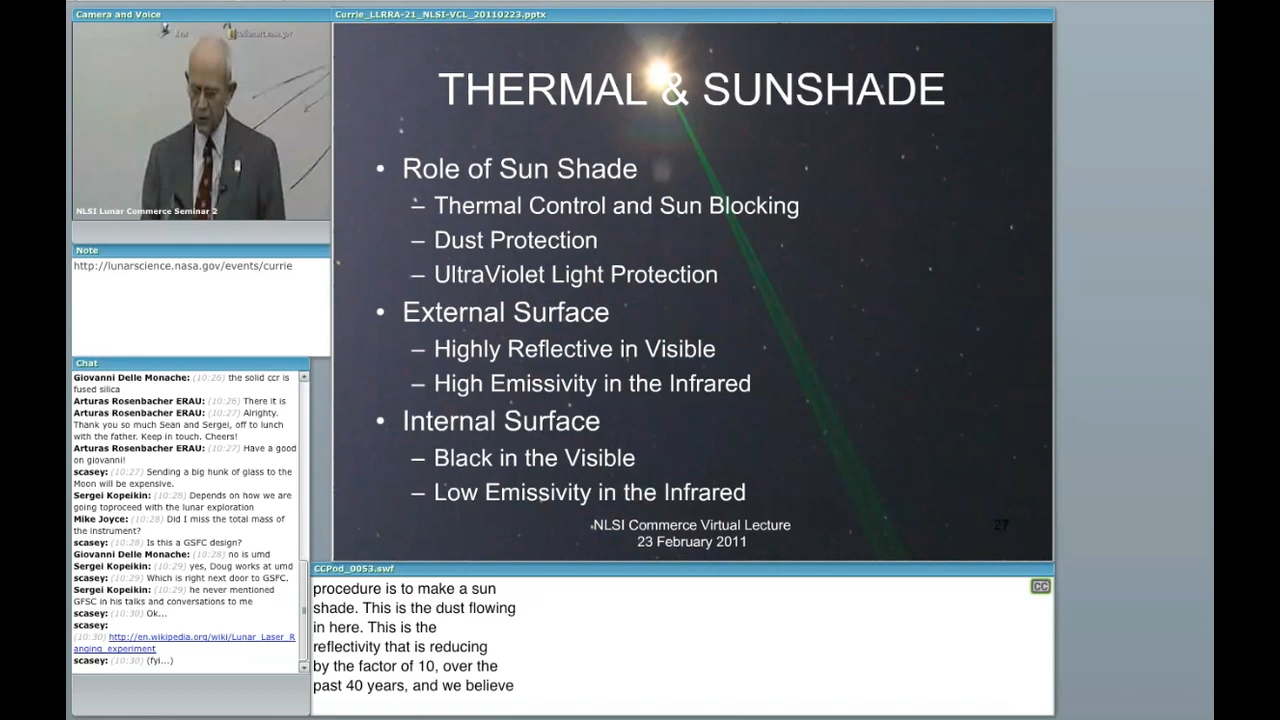 Camera and Voice
NLSI Lunar Commerce Seminar 2
Note
http://lunarscience.nasa.gov/events/currie
Chat
Giovanni Delle Monache: (10:26) the solid ccr is
fused silica
Arturas Rosenbacher ERAU: (10:26) There it is
Arturas Rosenbacher ERAU: (10:27) Alrighty.
Thank you so much Sean and Sergei, off to lunch
with the father. Keep in touch. Cheers!
Arturas Rosenbacher ERAU: (10:27) Have a good
on giovanni!
scasey: (10:27) Sending a big hunk of glass to the
Moon will be expensive.
Sergei Kopeikin: (10:28) Depends on how we are
going toproceed with the lunar exploration
Mike Joyce: (10:28) Did I miss the total mass of
the instrument?
scasey: (10:28) Is this a GSFC design?
Giovanni Delle Monache: (10:28) no is umd
Sergei Kopeikin: (10:29) yes, Doug works at umd
scasey: (10:29) Which is right next door to GSFC.
Sergei Kopeikin: (10:29) he never mentioned
GFSC in his talks and conversations to me
scasey: (10:30) Ok...
scasey:
(10:30) http://en.wikipedia.org/wiki/Lunar_Laser_R
anging_experiment
scasey: (10:30) (fyi...)
Currie_LLRRA-21_NLSI-VCL_20110223.pptx
THERMAL & SUNSHADE
• Role of Sun Shade
– Thermal Control and Sun Blocking
– Dust Protection
– UltraViolet Light Protection
• External Surface
– Highly Reflective in Visible
– High Emissivity in the Infrared
• Internal Surface
– Black in the Visible
– Low Emissivity in the Infrared
NLSI Commerce Virtual Lecture
23 February 2011
27
CCPod_0053.swf
CC
procedure is to make a sun
shade. This is the dust flowing
in here. This is the
reflectivity that is reducing
by the factor of 10, over the
past 40 years, and we believe